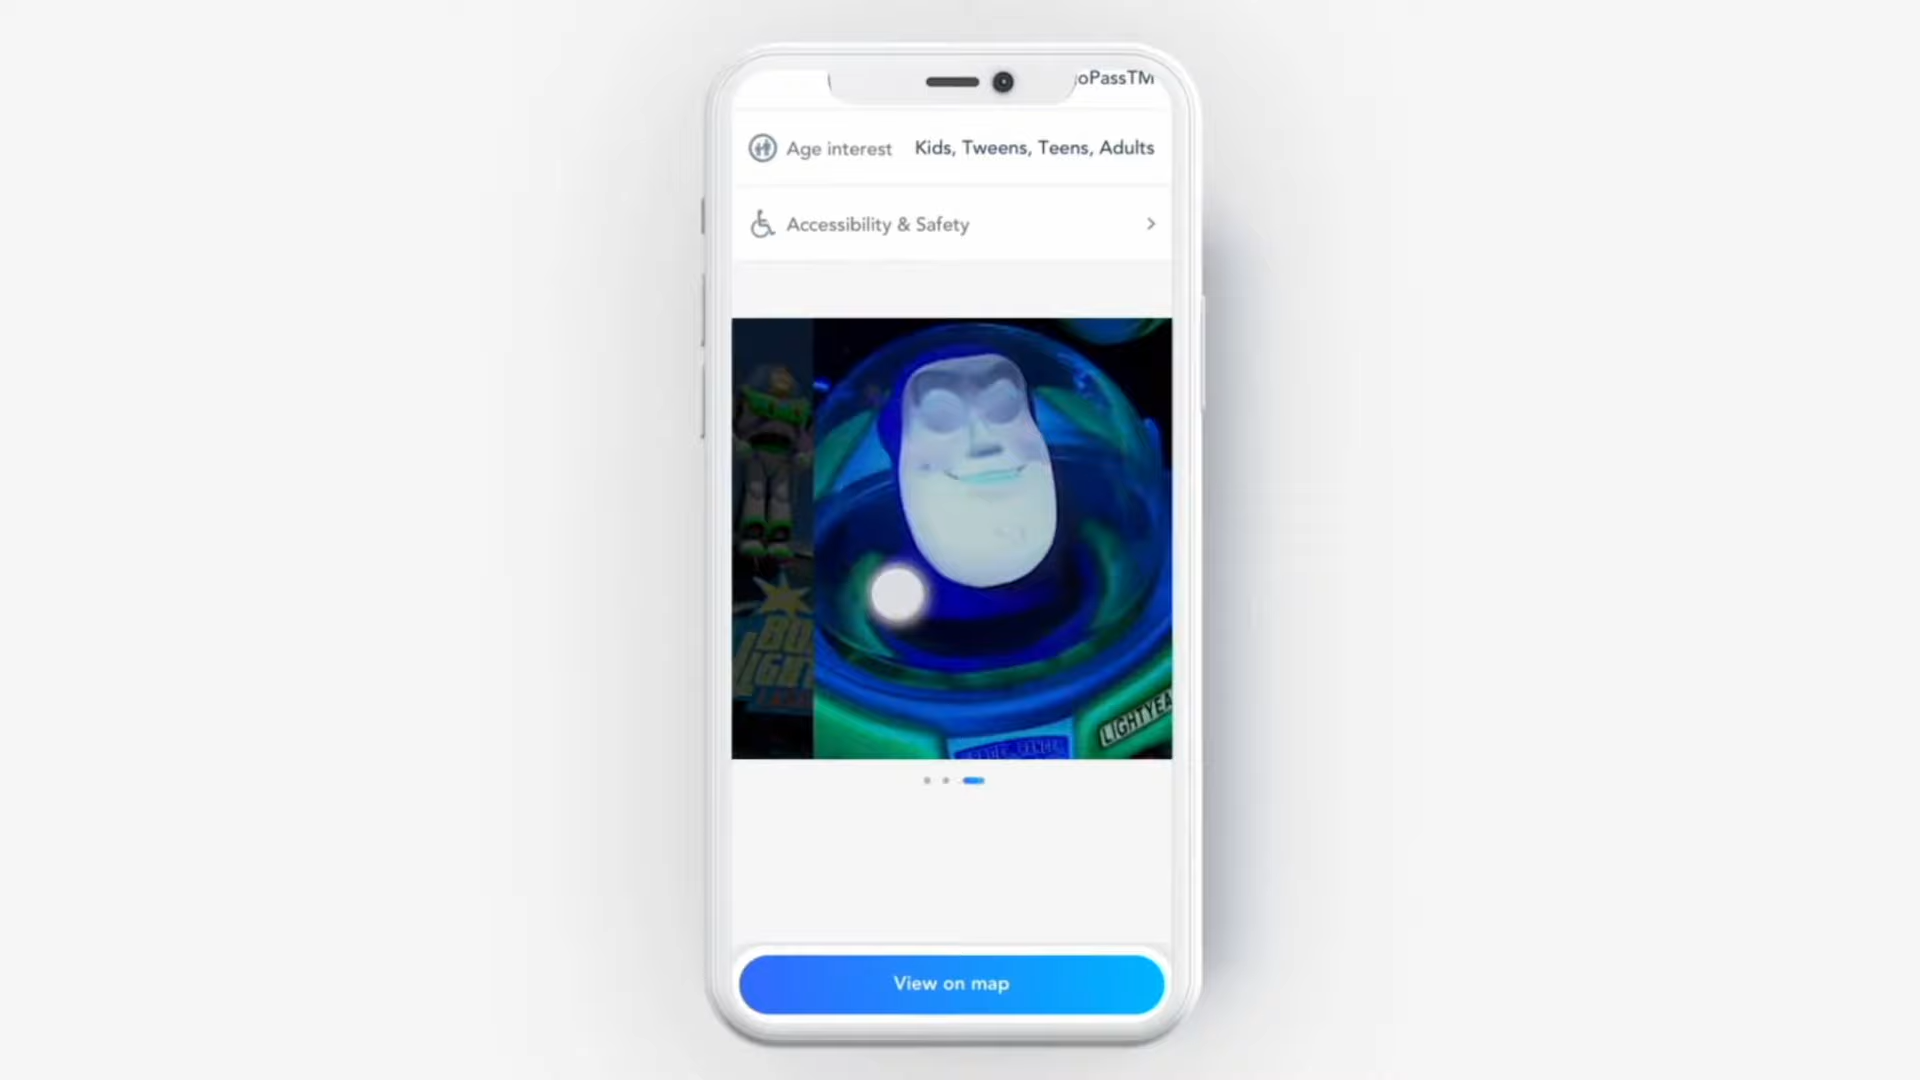 oPassTM
Age interest Kids, Tweens, Teens, Adults
Accessibility & Safety
LIGHTYEA
View on map